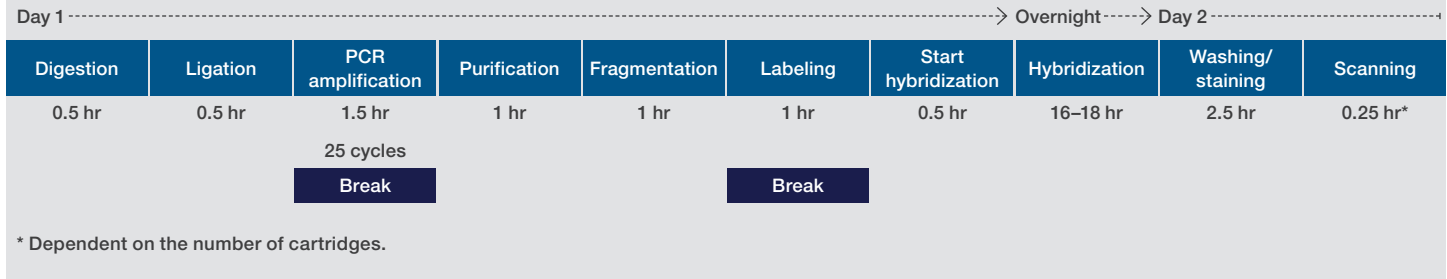 Day 1 Overnight Day 2
Digestion Ligation PCR amplification Purification Fragmentation Labeling Start hybridization Hybridization Washing/ staining Scanning
0.5 hr 0.5 hr 1.5 hr 1 hr 1 hr 1 hr 0.5 hr 16–18 hr 2.5 hr 0.25 hr*
25 cycles
Break Break
* Dependent on the number of cartridges.